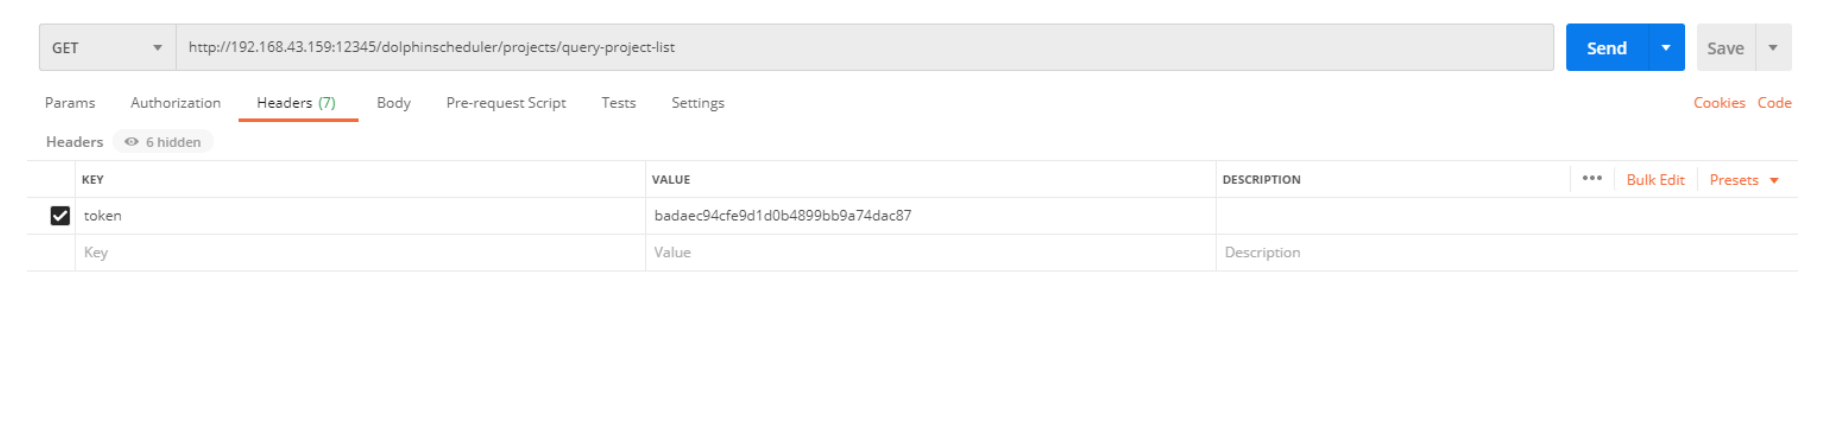 GET http://192.168.43.159:12345/dolphinscheduler/projects/query-project-list Send Save
Params Authorization Headers (7) Body Pre-request Script Tests Settings Cookies Code
Headers 6 hidden
KEY VALUE DESCRIPTION ••• Bulk Edit Presets
token badaec94cfe9d1d0b4899bb9a74dac87
Key Value Description